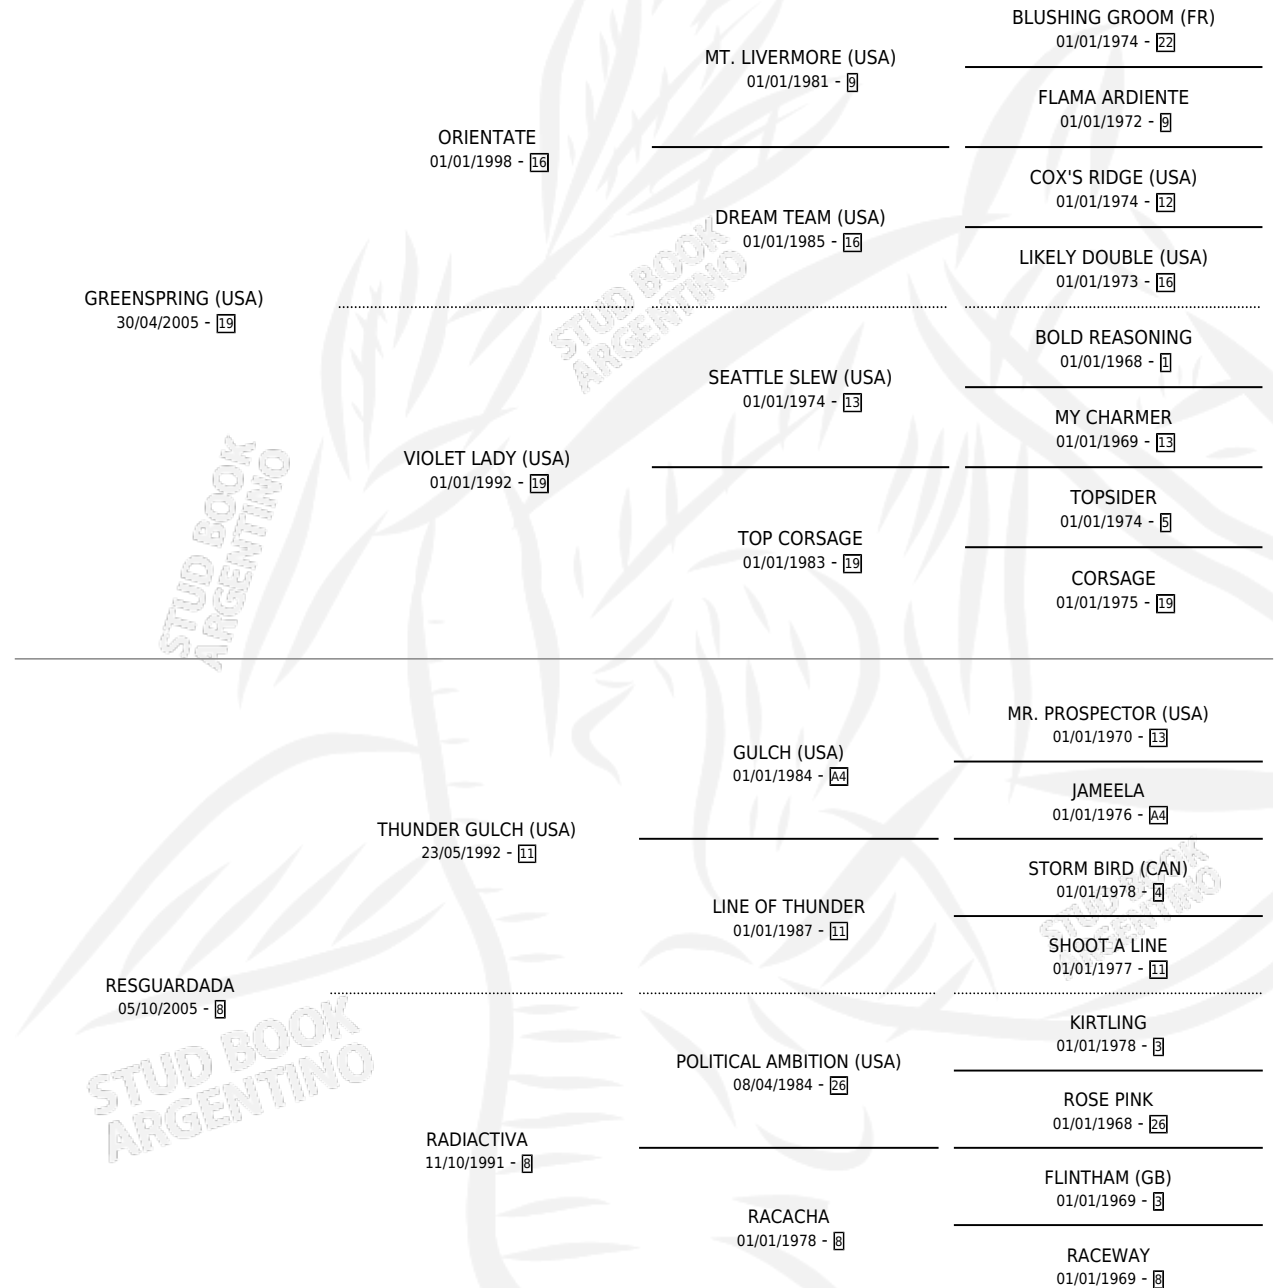 BLUSHING GROOM (FR)
01/01/1974 - 22
MT. LIVERMORE (USA)
01/01/1981 - 9
FLAMA ARDIENTE
01/01/1972 - 9
ORIENTATE
01/01/1998 - 16
COX'S RIDGE (USA)
01/01/1974 - 12
DREAM TEAM (USA)
01/01/1985 - 16
LIKELY DOUBLE (USA)
01/01/1973 - 16
GREENSPRING (USA)
30/04/2005 - 19
BOLD REASONING
01/01/1968 - 1
SEATTLE SLEW (USA)
01/01/1974 - 13
MY CHARMER
01/01/1969 - 13
VIOLET LADY (USA)
01/01/1992 - 19
TOPSIDER
01/01/1974 - 5
TOP CORSAGE
01/01/1983 - 19
CORSAGE
01/01/1975 - 19
MR. PROSPECTOR (USA)
01/01/1970 - 13
GULCH (USA)
01/01/1984 - A4
JAMEELA
01/01/1976 - A4
THUNDER GULCH (USA)
23/05/1992 - 11
STORM BIRD (CAN)
01/01/1978 - 4
LINE OF THUNDER
01/01/1987 - 11
SHOOT A LINE
01/01/1977 - 11
RESGUARDADA
05/10/2005 - 8
KIRTLING
01/01/1978 - 3
POLITICAL AMBITION (USA)
08/04/1984 - 26
ROSE PINK
01/01/1968 - 26
RADIACTIVA
11/10/1991 - 8
FLINTHAM (GB)
01/01/1969 - 3
RACACHA
01/01/1978 - 8
RACEWAY
01/01/1969 - 8
STUD BOOK
ARGENTINO
STUD BOOK
ARGENTINO
STUD BOOK
ARGENTINO
STUD BOOK
ARGENTINO